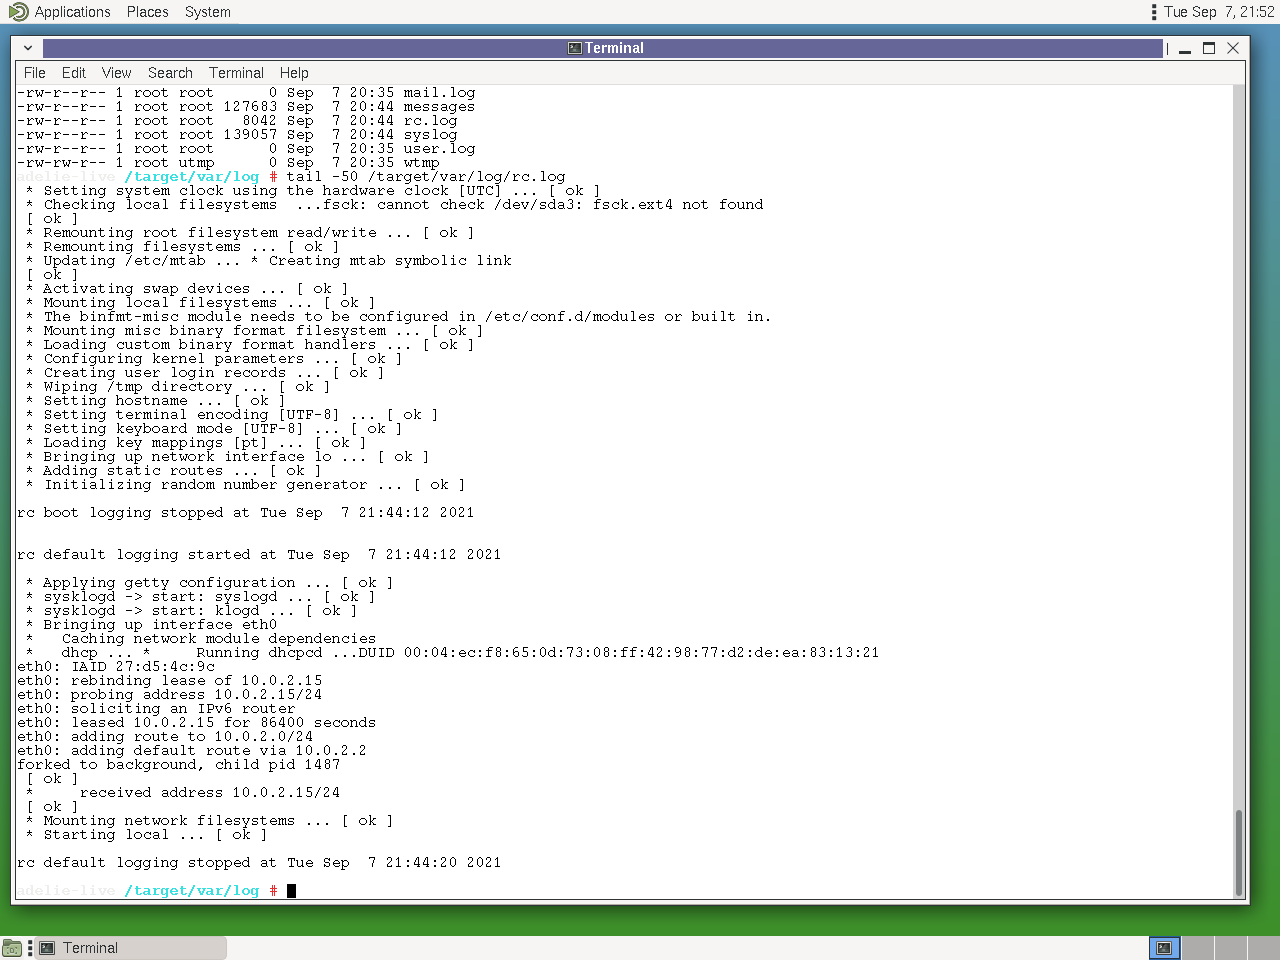 Applications Places System Tue Sep 7, 21:52
Terminal
File Edit View Search Terminal Help
-rw-r--r-- 1 root root      0 Sep  7 20:35 mail.log
-rw-r--r-- 1 root root 127683 Sep  7 20:44 messages
-rw-r--r-- 1 root root   8042 Sep  7 20:44 rc.log
-rw-r--r-- 1 root root 139057 Sep  7 20:44 syslog
-rw-r--r-- 1 root root      0 Sep  7 20:35 user.log
-rw-rw-r-- 1 root utmp      0 Sep  7 20:35 wtmp
adelie-live /target/var/log # tail -50 /target/var/log/rc.log
 * Setting system clock using the hardware clock [UTC] ... [ ok ]
 * Checking local filesystems  ...fsck: cannot check /dev/sda3: fsck.ext4 not found
[ ok ]
 * Remounting root filesystem read/write ... [ ok ]
 * Remounting filesystems ... [ ok ]
 * Updating /etc/mtab ... * Creating mtab symbolic link
[ ok ]
 * Activating swap devices ... [ ok ]
 * Mounting local filesystems ... [ ok ]
 * The binfmt-misc module needs to be configured in /etc/conf.d/modules or built in.
 * Mounting misc binary format filesystem ... [ ok ]
 * Loading custom binary format handlers ... [ ok ]
 * Configuring kernel parameters ... [ ok ]
 * Creating user login records ... [ ok ]
 * Wiping /tmp directory ... [ ok ]
 * Setting hostname ... [ ok ]
 * Setting terminal encoding [UTF-8] ... [ ok ]
 * Setting keyboard mode [UTF-8] ... [ ok ]
 * Loading key mappings [pt] ... [ ok ]
 * Bringing up network interface lo ... [ ok ]
 * Adding static routes ... [ ok ]
 * Initializing random number generator ... [ ok ]
rc boot logging stopped at Tue Sep  7 21:44:12 2021
rc default logging started at Tue Sep  7 21:44:12 2021
 * Applying getty configuration ... [ ok ]
 * sysklogd -> start: syslogd ... [ ok ]
 * sysklogd -> start: klogd ... [ ok ]
 * Bringing up interface eth0
 *   Caching network module dependencies
 *   dhcp ... *     Running dhcpcd ...DUID 00:04:ec:f8:65:0d:73:08:ff:42:98:77:d2:de:ea:83:13:21
eth0: IAID 27:d5:4c:9c
eth0: rebinding lease of 10.0.2.15
eth0: probing address 10.0.2.15/24
eth0: soliciting an IPv6 router
eth0: leased 10.0.2.15 for 86400 seconds
eth0: adding route to 10.0.2.0/24
eth0: adding default route via 10.0.2.2
forked to background, child pid 1487
 [ ok ]
 *     received address 10.0.2.15/24
 [ ok ]
 * Mounting network filesystems ... [ ok ]
 * Starting local ... [ ok ]
rc default logging stopped at Tue Sep  7 21:44:20 2021
adelie-live /target/var/log #
Terminal